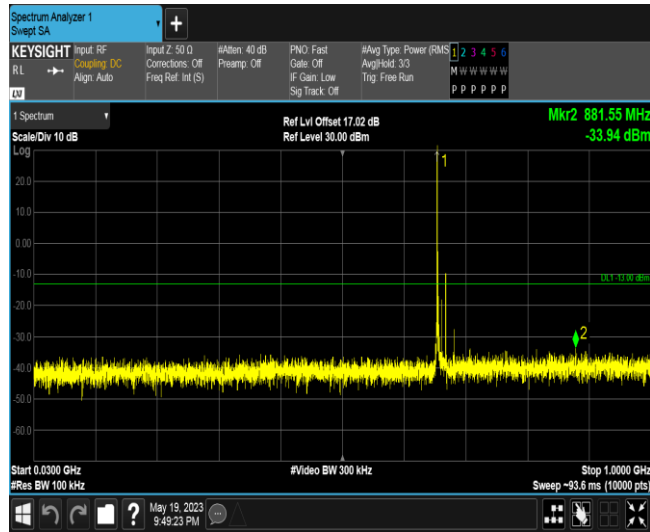 Spectrum Analyzer 1
Swept SA
+
KEYSIGHT
RL
LXI
Input: RF
Coupling: DC
Align: Auto
Input Z: 50 Ω
Corrections: Off
Freq Ref: Int (S)
#Atten: 40 dB
Preamp: Off
PNO: Fast
Gate: Off
IF Gain: Low
Sig Track: Off
#Avg Type: Power (RMS
Avg|Hold: 3/3
Trig: Free Run
1 2 3 4 5 6
M W W W W W
P P P P P P
1 Spectrum
Scale/Div 10 dB
Log
Ref Lvl Offset 17.02 dB
Ref Level 30.00 dBm
Mkr2 881.55 MHz
-33.94 dBm
20.0
10.0
0.00
-10.0
-20.0
-30.0
-40.0
-50.0
-60.0
1
DL1 -13.00 dBm
2
Start 0.0300 GHz
#Res BW 100 kHz
#Video BW 300 kHz
Stop 1.0000 GHz
Sweep ~93.6 ms (10000 pts)
?
May 19, 2023
9:49:23 PM